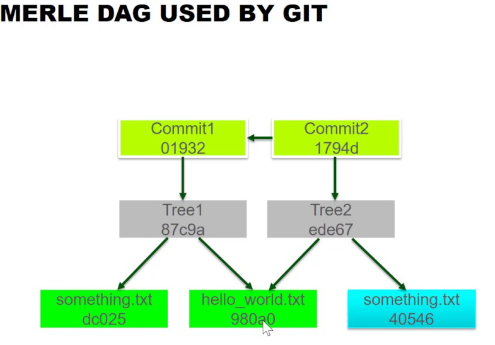 MERLE DAG USED BY GIT
Commit1
01932
Commit2
1794d
Tree1
87c9a
Tree2
ede67
something.txt
dc025
hello_world.txt
980a0
something.txt
40546